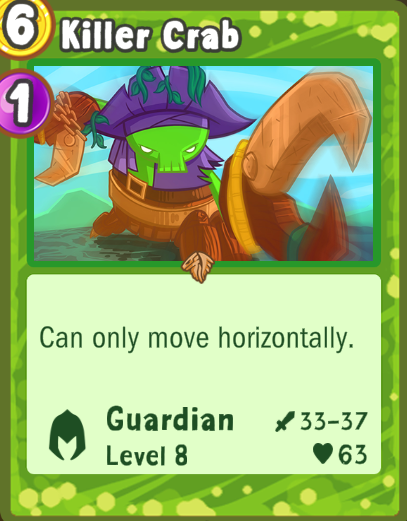 6
Killer Crab
1
Can only move horizontally.
Guardian
33–37
Level 8
63